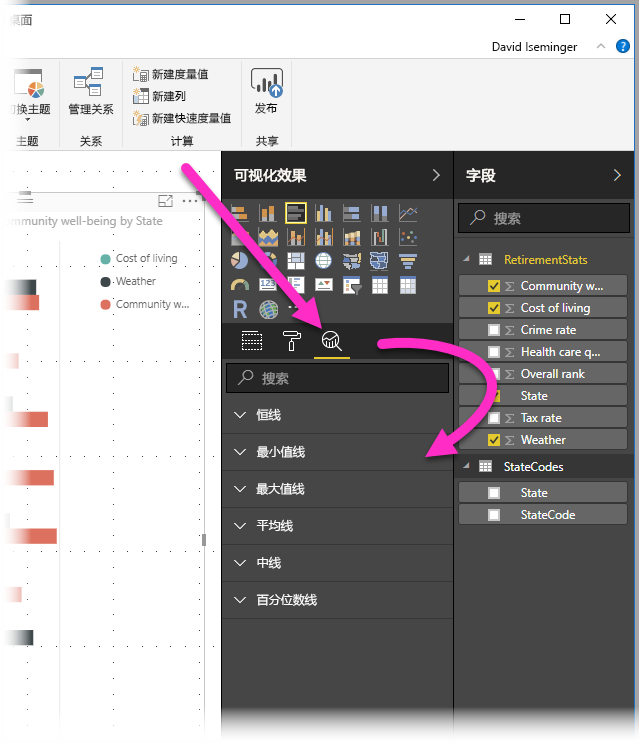 桌面
David Iseminger
切换主题
主题
管理关系
关系
新建度量值
新建列
新建快速度量值
计算
发布
共享
ommunity well-being by State
Cost of living
Weather
Community w...
可视化效果
123
R
搜索
恒线
最小值线
最大值线
平均线
中线
百分位数线
字段
搜索
RetirementStats
Community w...
Cost of living
Crime rate
Health care q...
Overall rank
State
Tax rate
Weather
StateCodes
State
StateCode